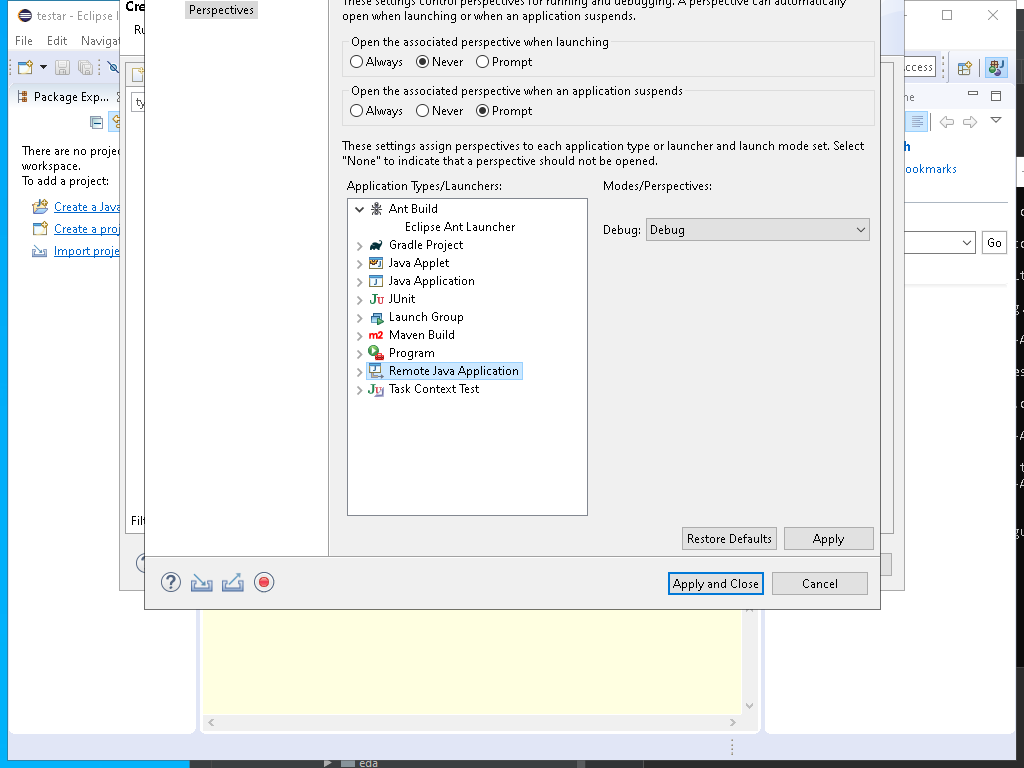 testar - Eclipse I
File Edit Navigat
Package Exp...
There are no proje
workspace.
To add a project:
Create a Java
Create a proj
Import proje
Cre
Ru
ty
Filt
Perspectives
These settings control perspectives for running and debugging. A perspective can automatically
open when launching or when an application suspends.
Open the associated perspective when launching
Always Never Prompt
Open the associated perspective when an application suspends
Always Never Prompt
These settings assign perspectives to each application type or launcher and launch mode set. Select
"None" to indicate that a perspective should not be opened.
Application Types/Launchers:
Modes/Perspectives:
Ant Build
Eclipse Ant Launcher
Gradle Project
Java Applet
Java Application
JUnit
Launch Group
Maven Build
Program
Remote Java Application
Task Context Test
Debug: Debug
Restore Defaults Apply
Apply and Close Cancel
ccess
ne
h
ookmarks
Go
eda